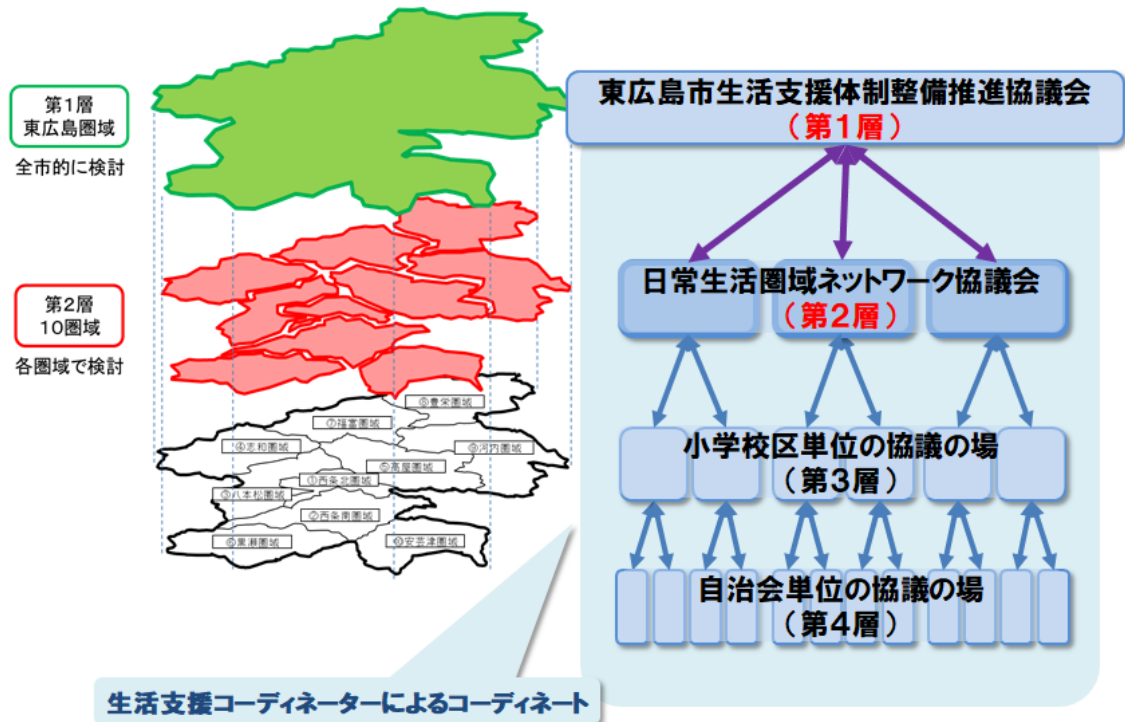 第1層
東広島圏域
全市的に検討
第2層
10圏域
各圏域で検討
⑧豊栄圏域
⑦福富圏域
④志和圏域
⑨河内圏域
⑤高屋圏域
①西条北圏域
③八本松圏域
②西条南圏域
⑥黒瀬圏域
⑩安芸津圏域
東広島市生活支援体制整備推進協議会
（第１層）
日常生活圏域ネットワーク協議会
（第２層）
小学校区単位の協議の場
（第３層）
自治会単位の協議の場
（第４層）
生活支援コーディネーターによるコーディネート